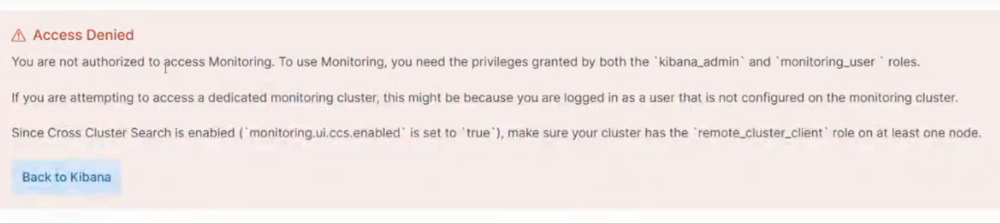 Access Denied
You are not authorized to access Monitoring. To use Monitoring, you need the privileges granted by both the `kibana_admin` and `monitoring_user ` roles.
If you are attempting to access a dedicated monitoring cluster, this might be because you are logged in as a user that is not configured on the monitoring cluster.
Since Cross Cluster Search is enabled (`monitoring.ui.ccs.enabled` is set to `true`), make sure your cluster has the `remote_cluster_client` role on at least one node.
Back to Kibana